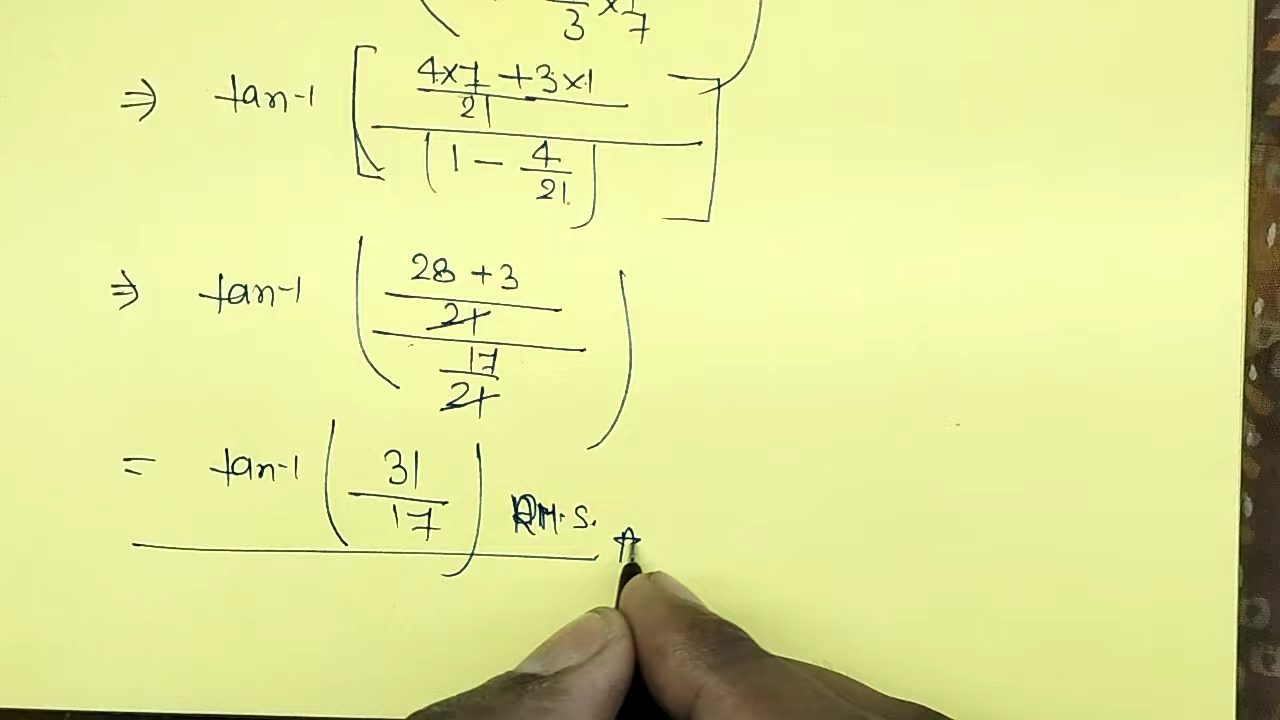 3 × 1/7
⇒ tan-1 [ (4×7 + 3×1)/21 / (1 − 4/21) ]
⇒ tan-1 ( (28 + 3)/21 / 17/21 )
= tan-1 ( 31/17 ) R.H.S.